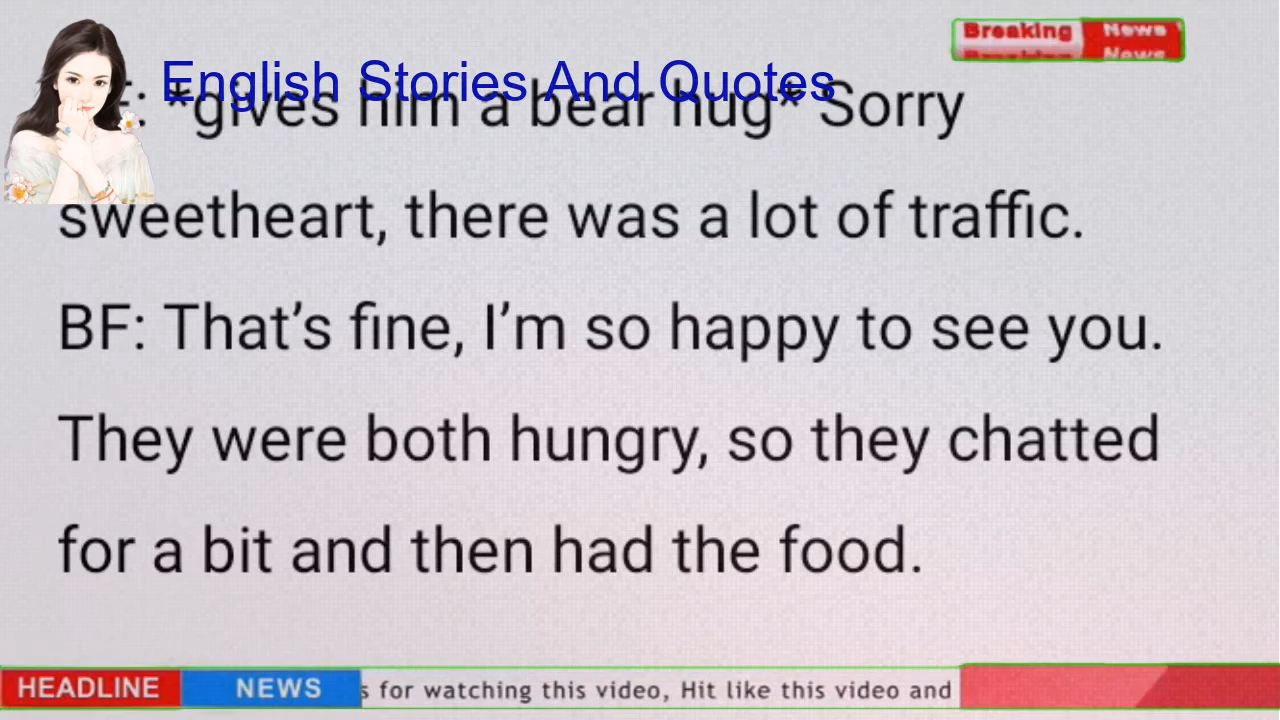 Breaking News
English Stories And Quotes
: *gives him a bear hug* Sorry
sweetheart, there was a lot of traffic.
BF: That’s fine, I’m so happy to see you.
They were both hungry, so they chatted
for a bit and then had the food.
HEADLINE NEWS s for watching this video, Hit like this video and